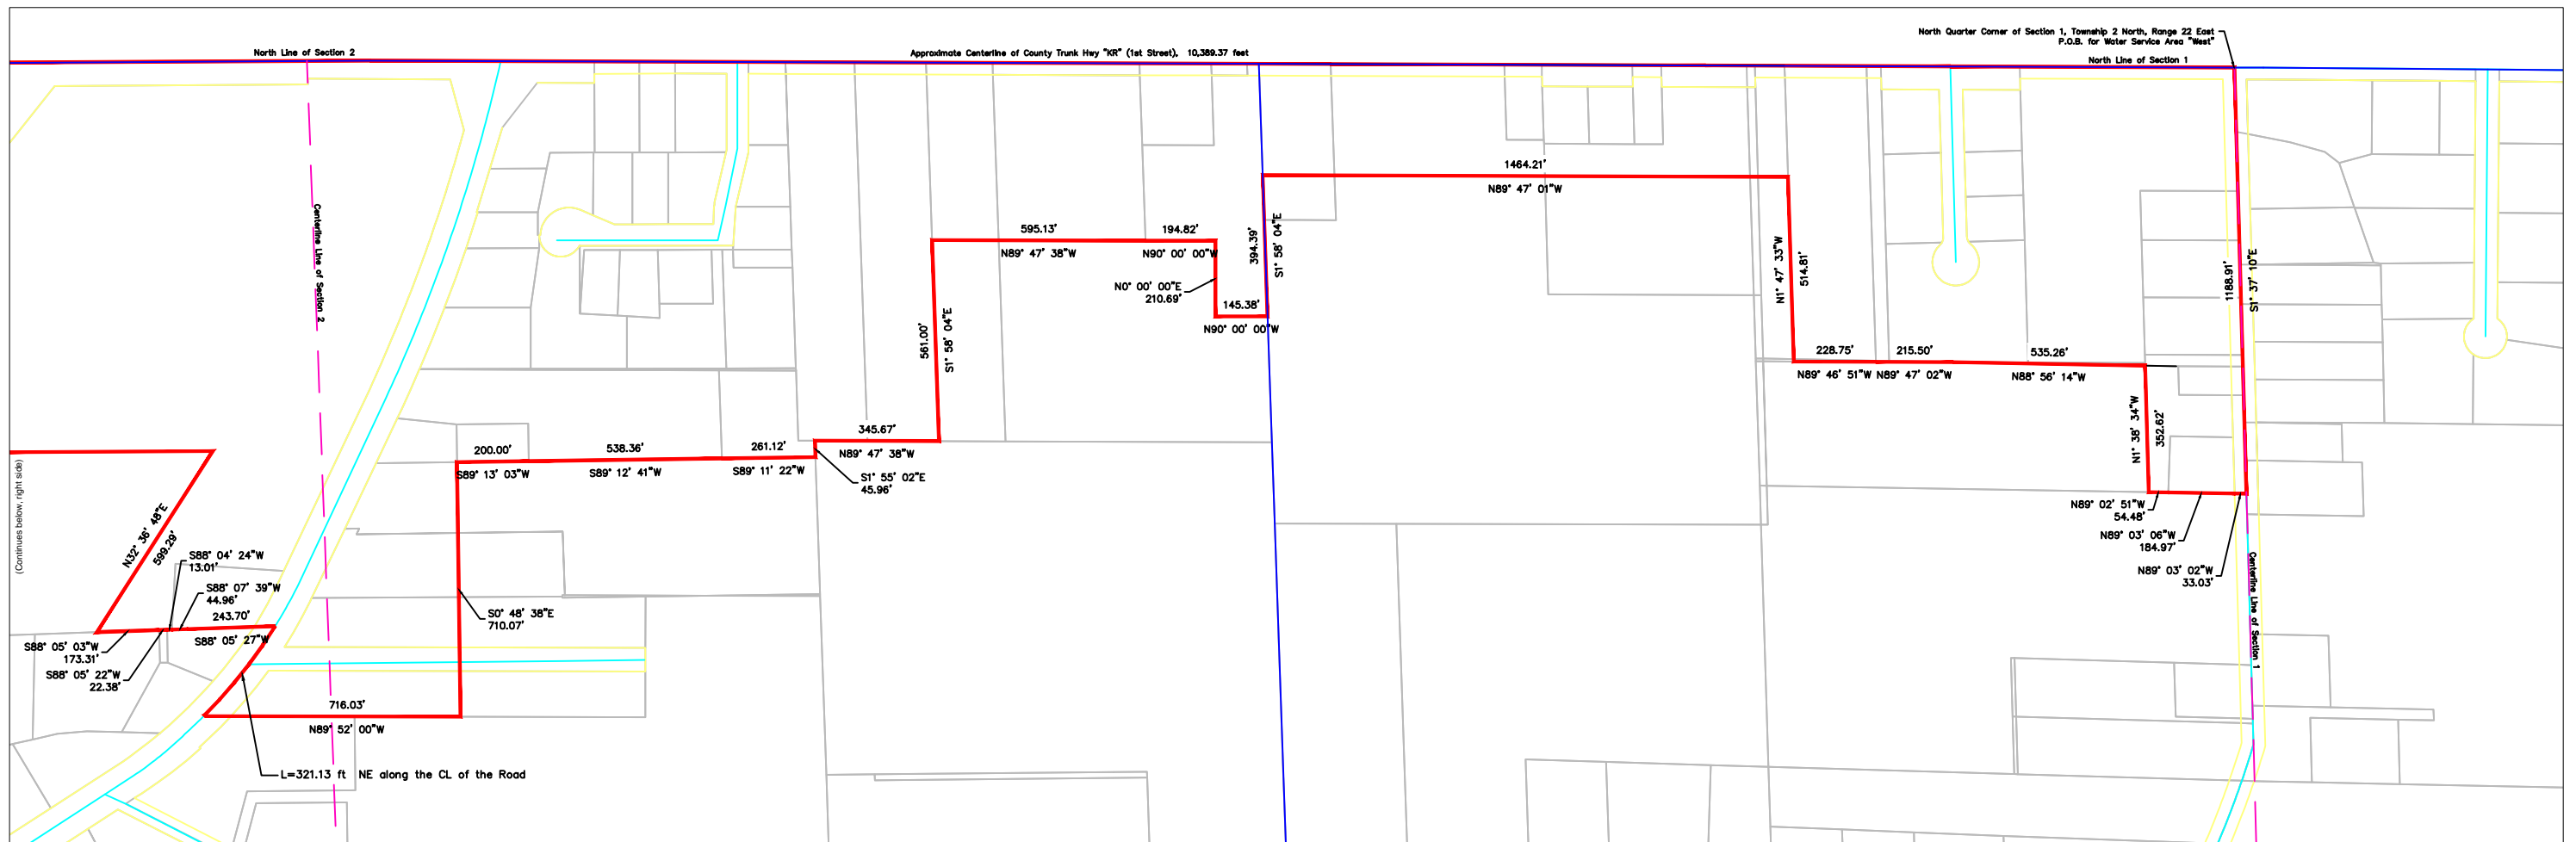 North Line of Section 2
Approximate Centerline of County Trunk Hwy "KR" (1st Street), 10,389.37 feet
North Quarter Corner of Section 1, Township 2 North, Range 22 East
P.O.B. for Water Service Area "West"
North Line of Section 1
Centerline Line of Section 2
1464.21'
N89° 47' 01"W
595.13'
N89° 47' 38"W
194.82'
N90° 00' 00"W
394.39'
S1° 58' 04"E
N0° 00' 00"E
210.69'
145.38'
N90° 00' 00"W
N1° 47' 33"W
514.81'
1188.91'
S1° 37' 10"E
561.00'
S1° 58' 04"E
228.75'
N89° 46' 51"W
215.50'
N89° 47' 02"W
535.26'
N88° 56' 14"W
N1° 38' 34"W
352.62'
345.67'
N89° 47' 38"W
200.00'
S89° 13' 03"W
538.36'
S89° 12' 41"W
261.12'
S89° 11' 22"W
S1° 55' 02"E
45.96'
N89° 02' 51"W
54.48'
N89° 03' 06"W
184.97'
N89° 03' 02"W
33.03'
Centerline Line of Section 1
(Continues below, right side)
N32° 36' 48"E
599.29'
S88° 04' 24"W
13.01'
S88° 07' 39"W
44.96'
243.70'
S88° 05' 27"W
S88° 05' 03"W
173.31'
S88° 05' 22"W
22.38'
S0° 48' 38"E
710.07'
716.03'
N89° 52' 00"W
L=321.13 ft NE along the CL of the Road